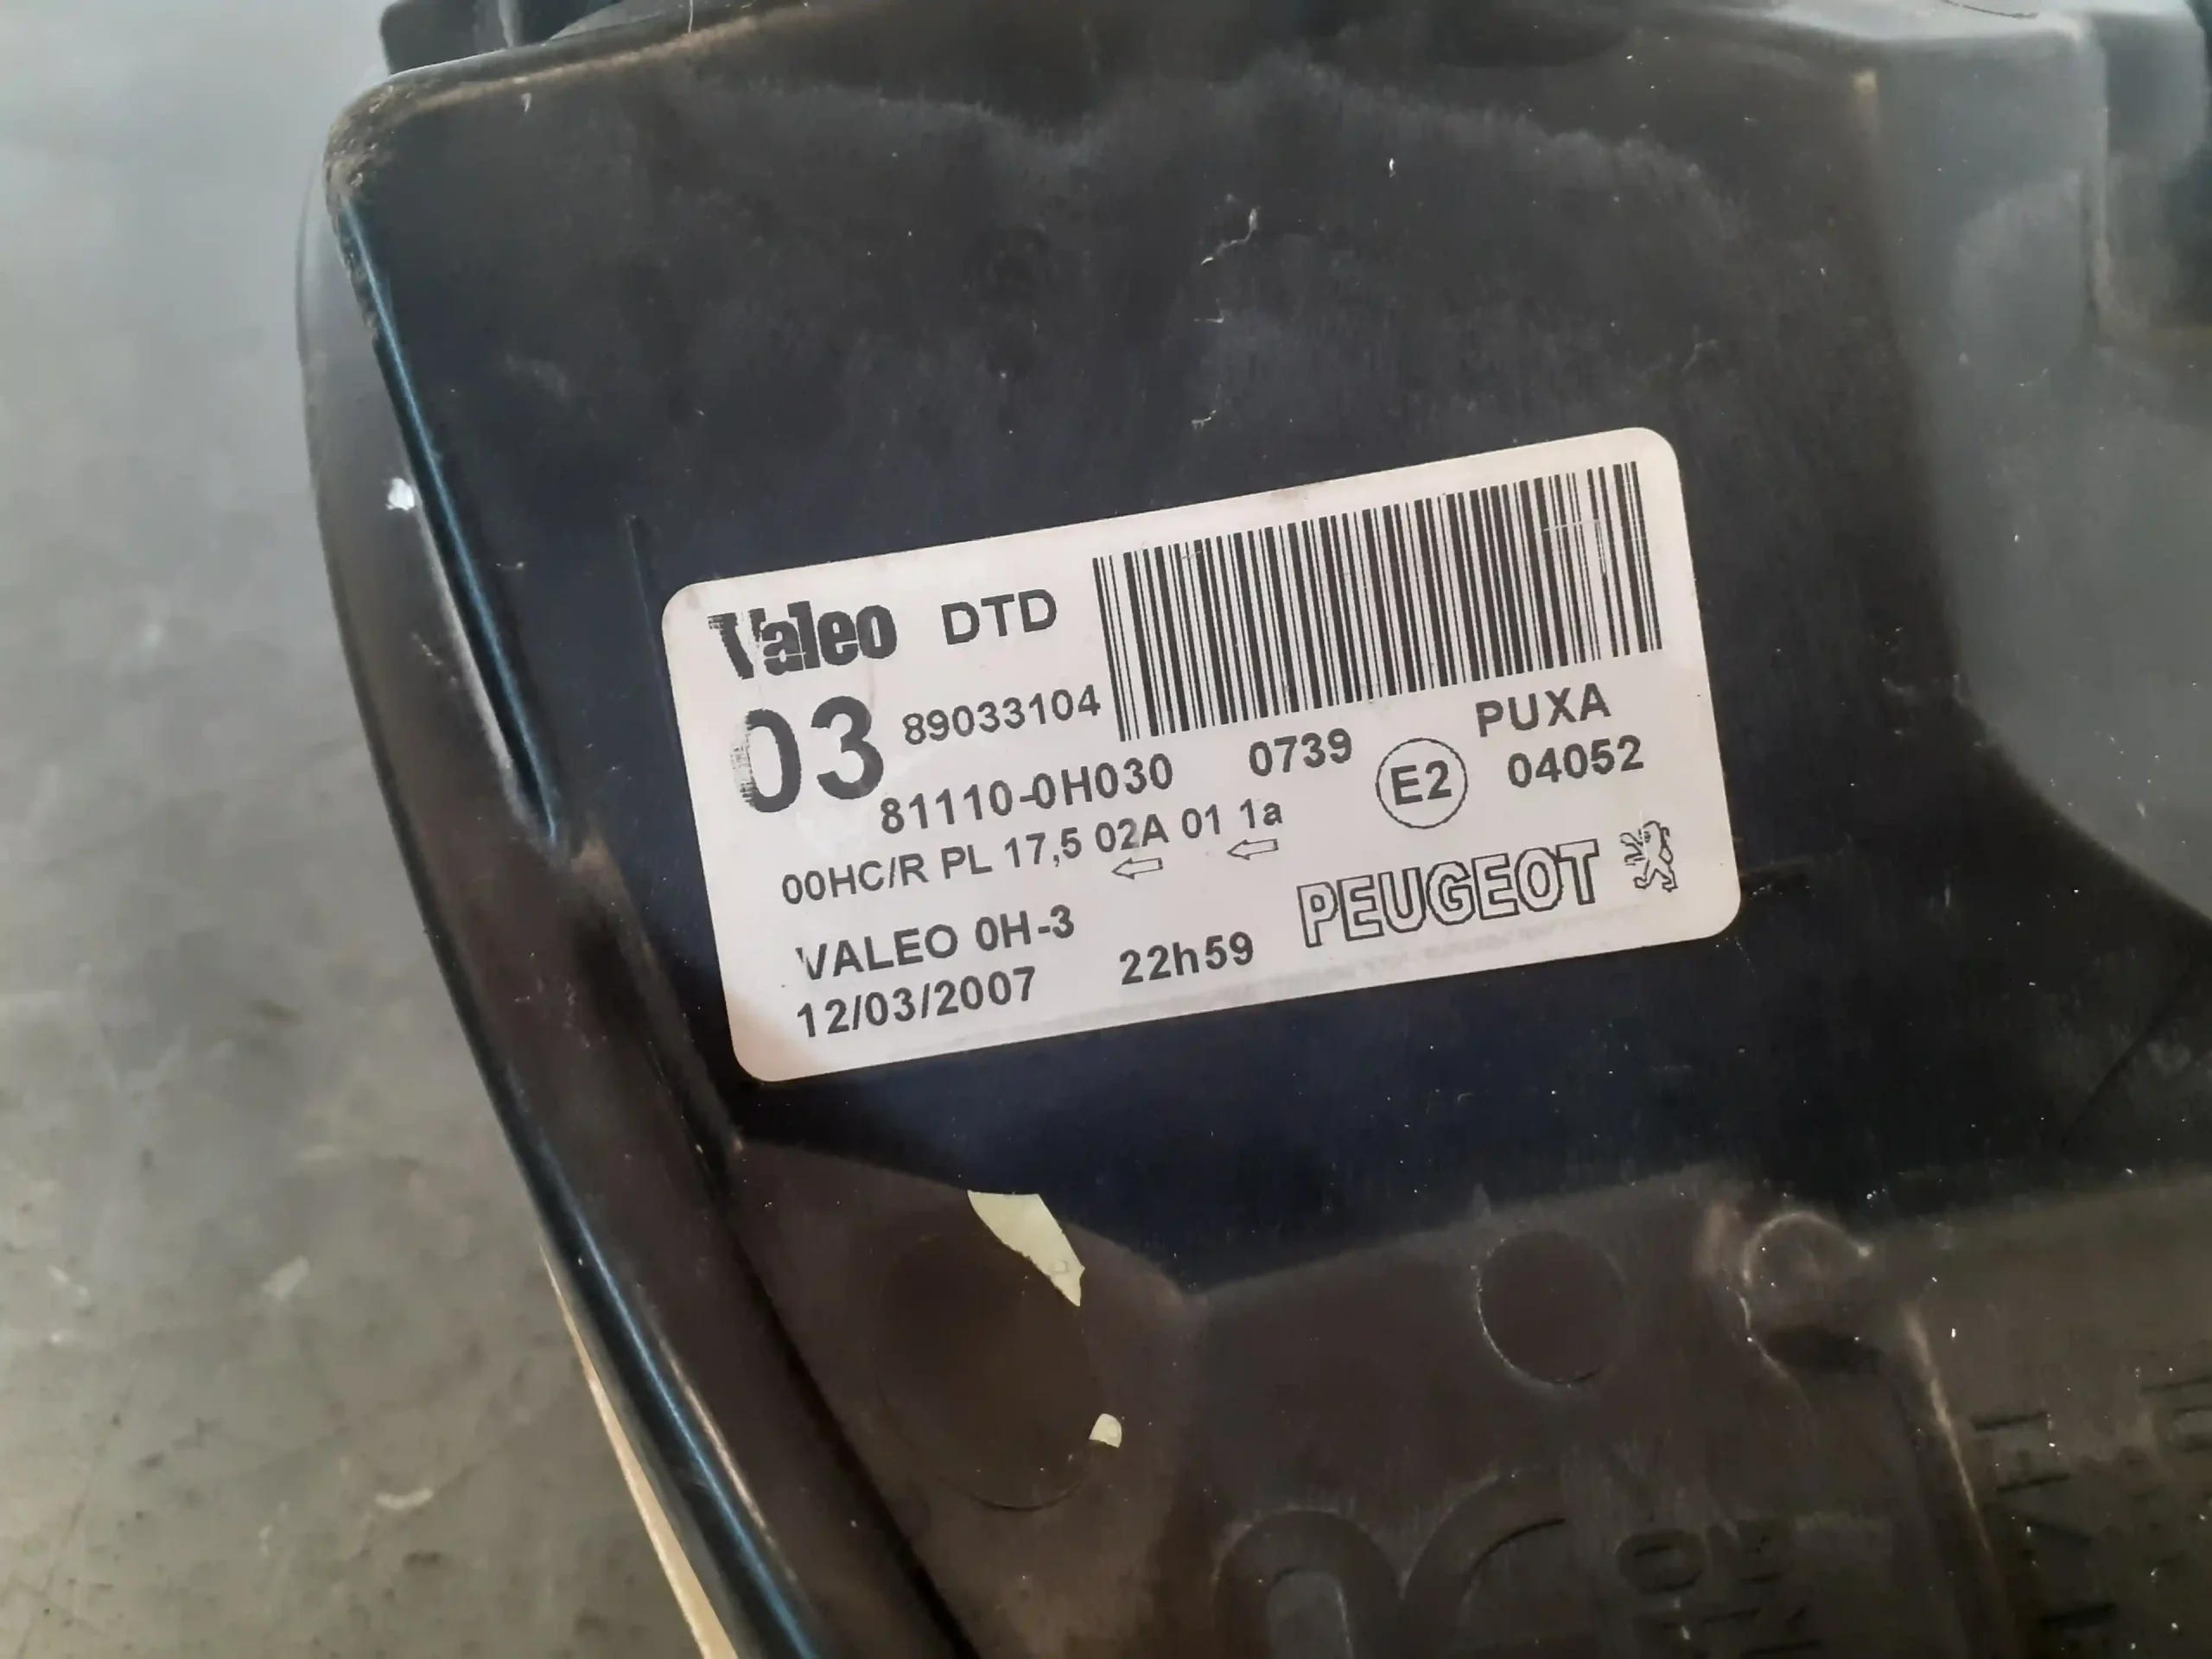 Valeo DTD
03 89033104
81110-0H030 0739 E2 PUXA 04052
00HC/R PL 17,5 02A 01 1a
VALEO 0H-3
12/03/2007 22h59 PEUGEOT